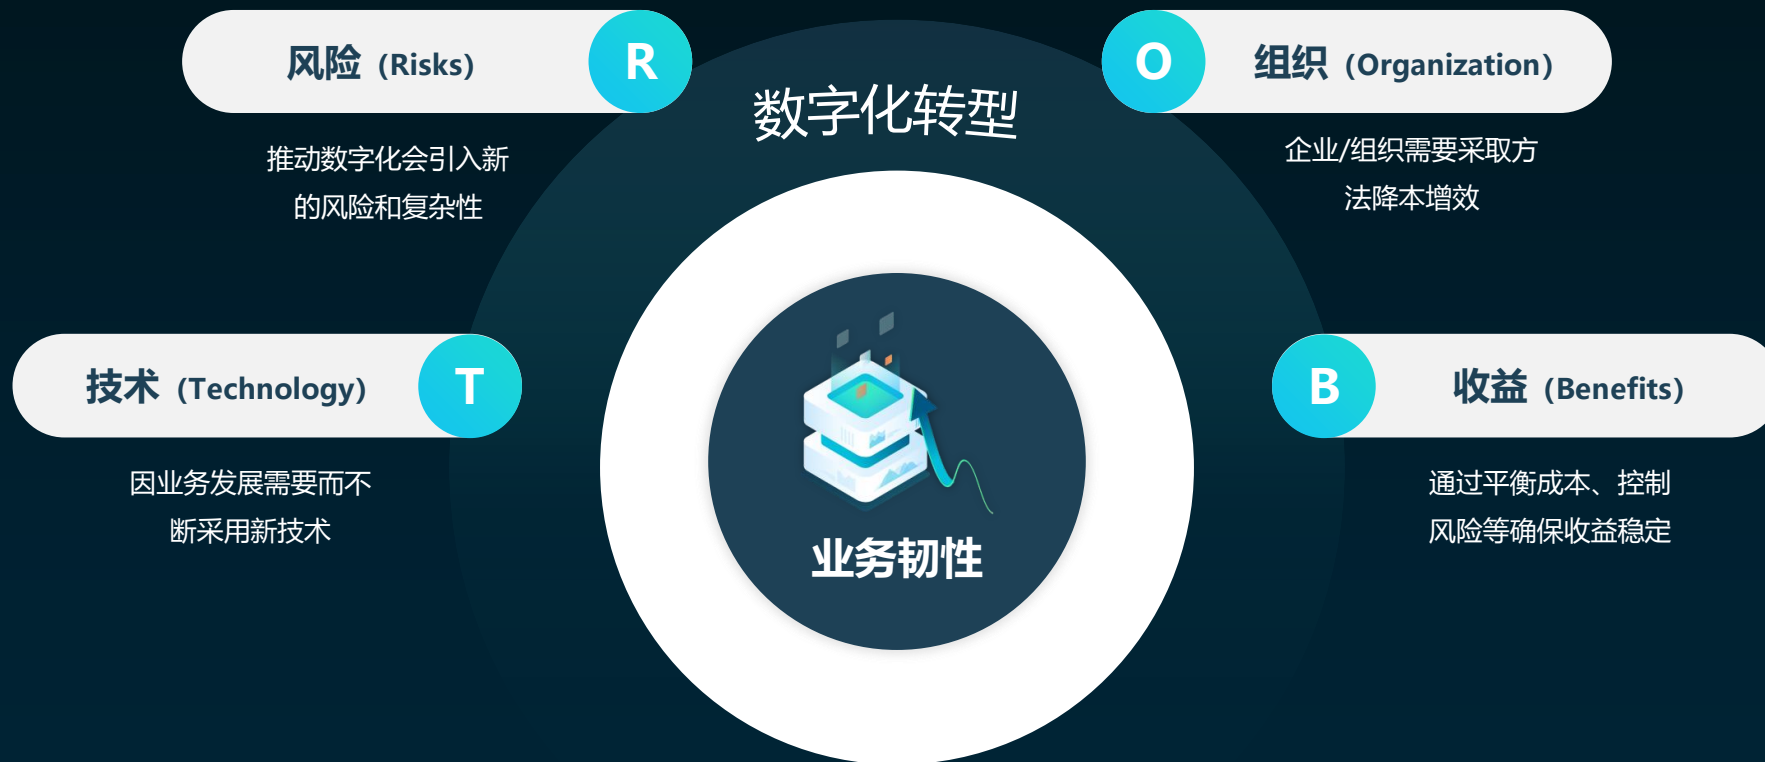 风险（Risks）
R
推动数字化会引入新
的风险和复杂性
数字化转型
O
组织（Organization）
企业/组织需要采取方
法降本增效
技术（Technology）
T
因业务发展需要而不
断采用新技术
业务韧性
B
收益（Benefits）
通过平衡成本、控制
风险等确保收益稳定